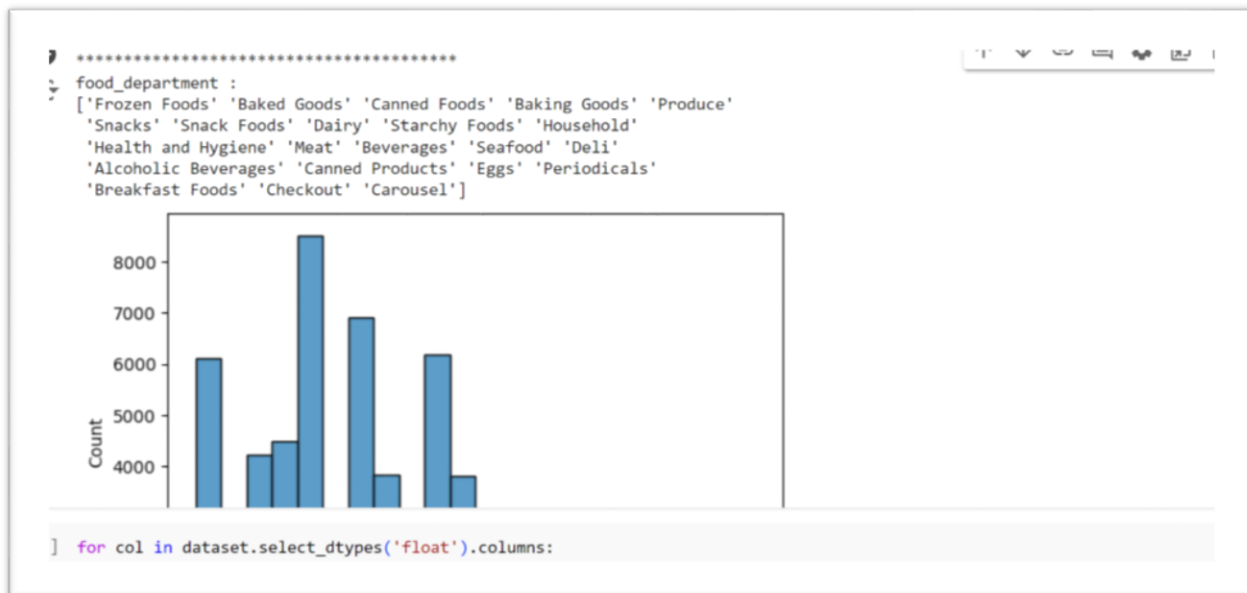 ****************************************
food_department :
['Frozen Foods' 'Baked Goods' 'Canned Foods' 'Baking Goods' 'Produce'
'Snacks' 'Snack Foods' 'Dairy' 'Starchy Foods' 'Household'
'Health and Hygiene' 'Meat' 'Beverages' 'Seafood' 'Deli'
'Alcoholic Beverages' 'Canned Products' 'Eggs' 'Periodicals'
'Breakfast Foods' 'Checkout' 'Carousel']
8000
7000
6000
5000
4000
Count
] for col in dataset.select_dtypes('float').columns: